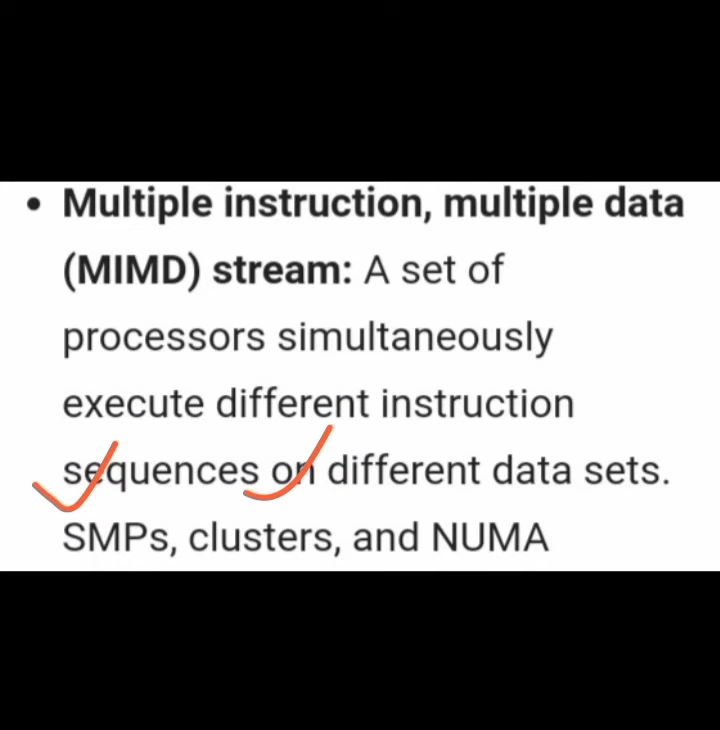 • Multiple instruction, multiple data
(MIMD) stream: A set of
processors simultaneously
execute different instruction
sequences on different data sets.
SMPs, clusters, and NUMA